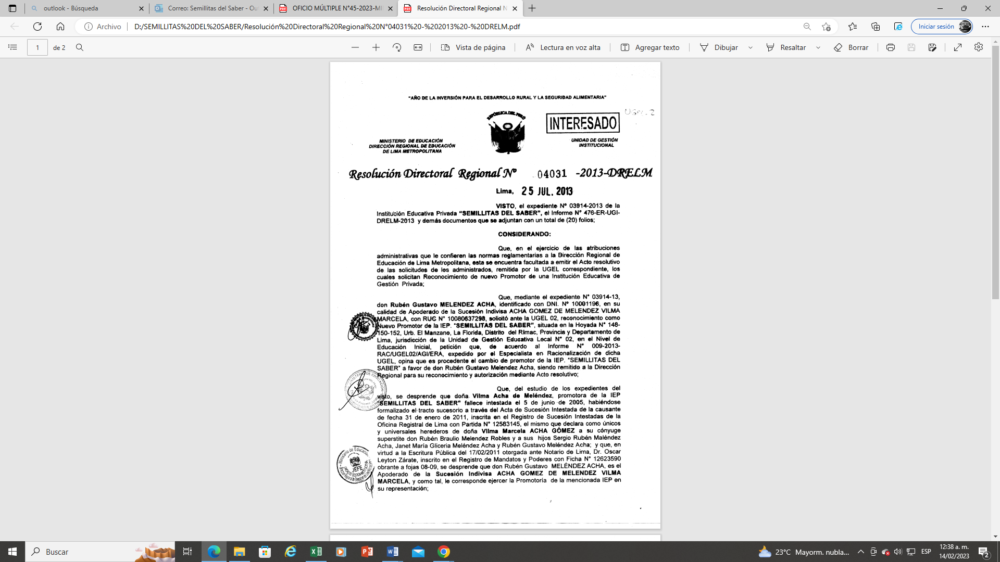 outlook - Búsqueda
Correo: Semillitas del Saber - Ou
OFICIO MÚLTIPLE N°45-2023-MI
Resolución Directoral Regional N
Archivo
D:/SEMILLITAS%20DEL%20SABER/Resolución%20Directoral%20Regional%20N°04031%20-%202013%20-%20DRELM.pdf
Iniciar sesión
1 de 2
Vista de página
Lectura en voz alta
Agregar texto
Dibujar
Resaltar
Borrar
"AÑO DE LA INVERSIÓN PARA EL DESARROLLO RURAL Y LA SEGURIDAD ALIMENTARIA"
REPÚBLICA DEL PERÚ
INTERESADO
MINISTERIO DE EDUCACIÓN
DIRECCIÓN REGIONAL DE EDUCACIÓN
DE LIMA METROPOLITANA
UNIDAD DE GESTIÓN
INSTITUCIONAL
Resolución Directoral Regional Nº 04031 -2013-DRELM
Lima, 25 JUL. 2013
VISTO, el expediente Nº 03914-2013 de la
Institución Educativa Privada “SEMILLITAS DEL SABER”, el Informe N° 476-ER-UGI-
DRELM-2013 y demás documentos que se adjuntan con un total de (20) folios;
CONSIDERANDO:
Que, en el ejercicio de las atribuciones
administrativas que le confieren las normas reglamentarias a la Dirección Regional de
Educación de Lima Metropolitana, esta se encuentra facultada a emitir el Acto resolutivo
de las solicitudes de los administrados, remitida por la UGEL correspondiente, los
cuales solicitan Reconocimiento de nuevo Promotor de una Institución Educativa de
Gestión Privada;
Que, mediante el expediente N° 03914-13,
don Rubén Gustavo MELENDEZ ACHA, identificado con DNI. N° 10001196, en su
calidad de Apoderado de la Sucesión Indivisa ACHA GOMEZ DE MELENDEZ VILMA
MARCELA, con RUC N° 10080637298, solicitó ante la UGEL 02, reconocimiento como
Nuevo Promotor de la IEP. “SEMILLITAS DEL SABER”, situada en la Hoyada N° 148-
150-152, Urb. El Manzano, La Florida, Distrito del Rímac, Provincia y Departamento de
Lima, jurisdicción de la Unidad de Gestión Educativa Local N° 02, en el Nivel de
Educación Inicial, petición que, de acuerdo al Informe N° 009-2013-
RAC/UGEL02/AGI/ERA, expedido por el Especialista en Racionalización de dicha
UGEL, opina que es procedente el cambio de promotor de la IEP. “SEMILLITAS DEL
SABER” a favor de don Rubén Gustavo Melendez Acha, siendo remitido a la Dirección
Regional para su reconocimiento y autorización mediante Acto resolutivo;
Que, del estudio de los expedientes del
visto, se desprende que doña Vilma Acha de Meléndez, promotora de la IEP
“SEMILLITAS DEL SABER” fallece intestada el 5 de junio de 2005, habiéndose
formalizado el tracto sucesorio a través del Acta de Sucesión Intestada de la causante
de fecha 31 de enero de 2011, inscrita en el Registro de Sucesión Intestadas de la
Oficina Registral de Lima con Partida N° 12583145, el mismo que declara como únicos
y universales herederos de doña Vilma Marcela ACHA GÓMEZ a su cónyuge
superstite don Rubén Braulio Melendez Robles y a sus hijos Sergio Rubén Maléndez
Acha, Janet María Gliceria Meléndez Acha y Rubén Gustavo Meléndez Acha; y que, en
virtud a la Escritura Pública del 17/02/2011 otorgada ante Notario de Lima, Dr. Oscar
Leyton Zárate, inscrito en el Registro de Mandatos y Poderes con Ficha N° 12623590
obrante a fojas 08-09, se desprende que don Rubén Gustavo MELÉNDEZ ACHA, es el
Apoderado de la Sucesión Indivisa ACHA GOMEZ DE MELENDEZ VILMA
MARCELA, y como tal, le corresponde ejercer la Promotoría de la mencionada IEP en
su representación;
JEFE
Buscar
23°C Mayorm. nubla...
ESP
12:38 a. m.
14/02/2023
2